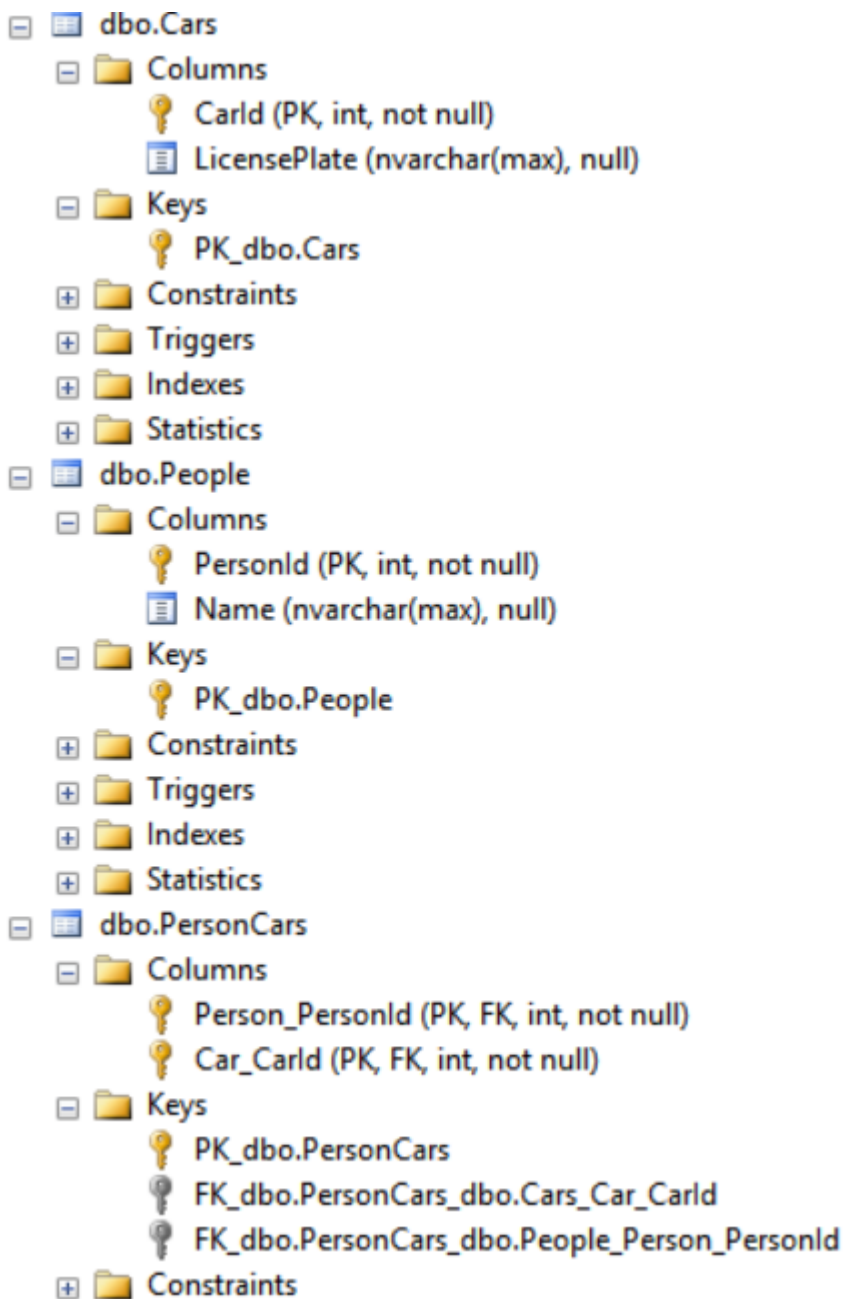 dbo.Cars
Columns
CarId (PK, int, not null)
LicensePlate (nvarchar(max), null)
Keys
PK_dbo.Cars
Constraints
Triggers
Indexes
Statistics
dbo.People
Columns
PersonId (PK, int, not null)
Name (nvarchar(max), null)
Keys
PK_dbo.People
Constraints
Triggers
Indexes
Statistics
dbo.PersonCars
Columns
Person_PersonId (PK, FK, int, not null)
Car_CarId (PK, FK, int, not null)
Keys
PK_dbo.PersonCars
FK_dbo.PersonCars_dbo.Cars_Car_CarId
FK_dbo.PersonCars_dbo.People_Person_PersonId
Constraints